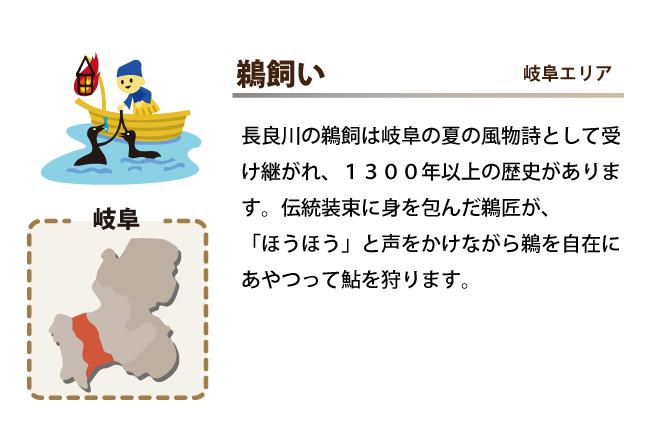 鵜飼い
岐阜エリア
長良川の鵜飼は岐阜の夏の風物詩として受
け継がれ、１３００年以上の歴史がありま
す。伝統装束に身を包んだ鵜匠が、
「ほうほう」と声をかけながら鵜を自在に
あやつって鮎を狩ります。
岐阜